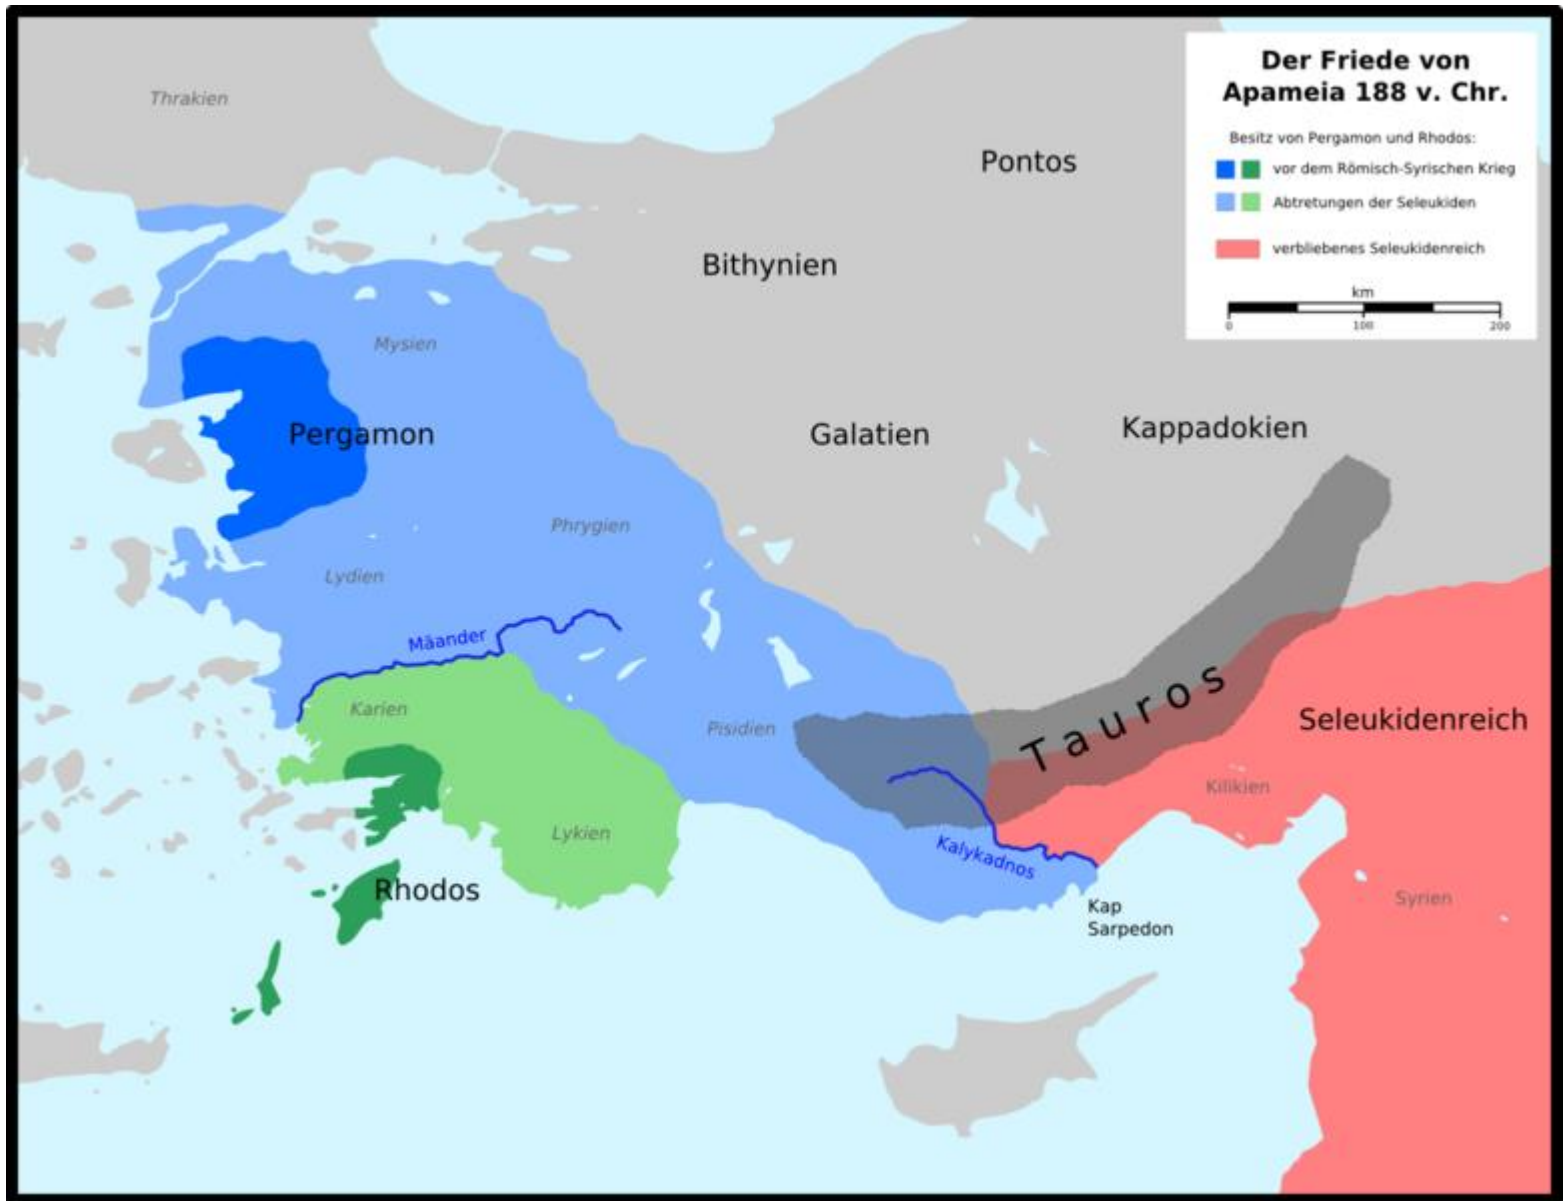 Der Friede von
Apameia 188 v. Chr.
Besitz von Pergamon und Rhodos:
vor dem Römisch-Syrischen Krieg
Abtretungen der Seleukiden
verbliebenes Seleukidenreich
km
0 100 200
Thrakien
Pontos
Bithynien
Mysien
Pergamon
Galatien
Kappadokien
Phrygien
Lydien
Mäander
Karien
Pisidien
Tauros
Seleukidenreich
Kilikien
Lykien
Kalykadnos
Rhodos
Kap
Sarpedon
Syrien